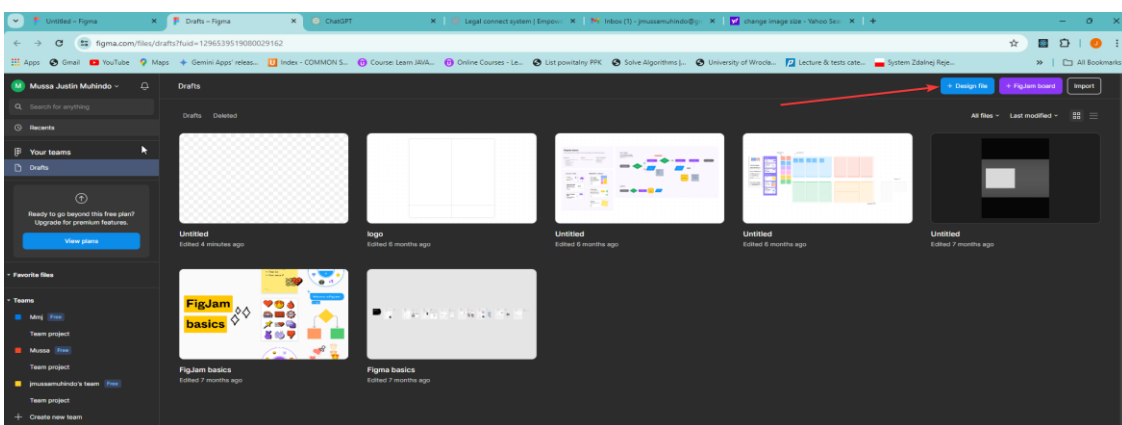 Untitled – Figma
Drafts – Figma
ChatGPT
Legal connect system | Empower
Inbox (1) - jmussamuhindo@gm
change image size - Yahoo Sear
figma.com/files/drafts?fuid=1296539519080029162
Apps
Gmail
YouTube
Maps
Gemini Apps' releas...
Index - COMMON S...
Course: Learn JAVA...
Online Courses - Le...
List powitalny PPK
Solve Algorithms |...
University of Wrocła...
Lecture & tests cate...
System Zdalnej Reje...
All Bookmarks
Mussa Justin Muhindo
Drafts
+ Design file
+ FigJam board
Import
Search for anything
Recents
Drafts Deleted
All files
Last modified
Your teams
Drafts
Ready to go beyond this free plan?
Upgrade for premium features.
View plans
Favorite files
Teams
Mmj Free
Team project
Mussa Free
Team project
jmussamuhindo's team Free
Team project
Create new team
Untitled
Edited 4 minutes ago
logo
Edited 6 months ago
Untitled
Edited 6 months ago
Untitled
Edited 6 months ago
Untitled
Edited 7 months ago
FigJam
basics
FigJam basics
Edited 7 months ago
Figma basics
Edited 7 months ago